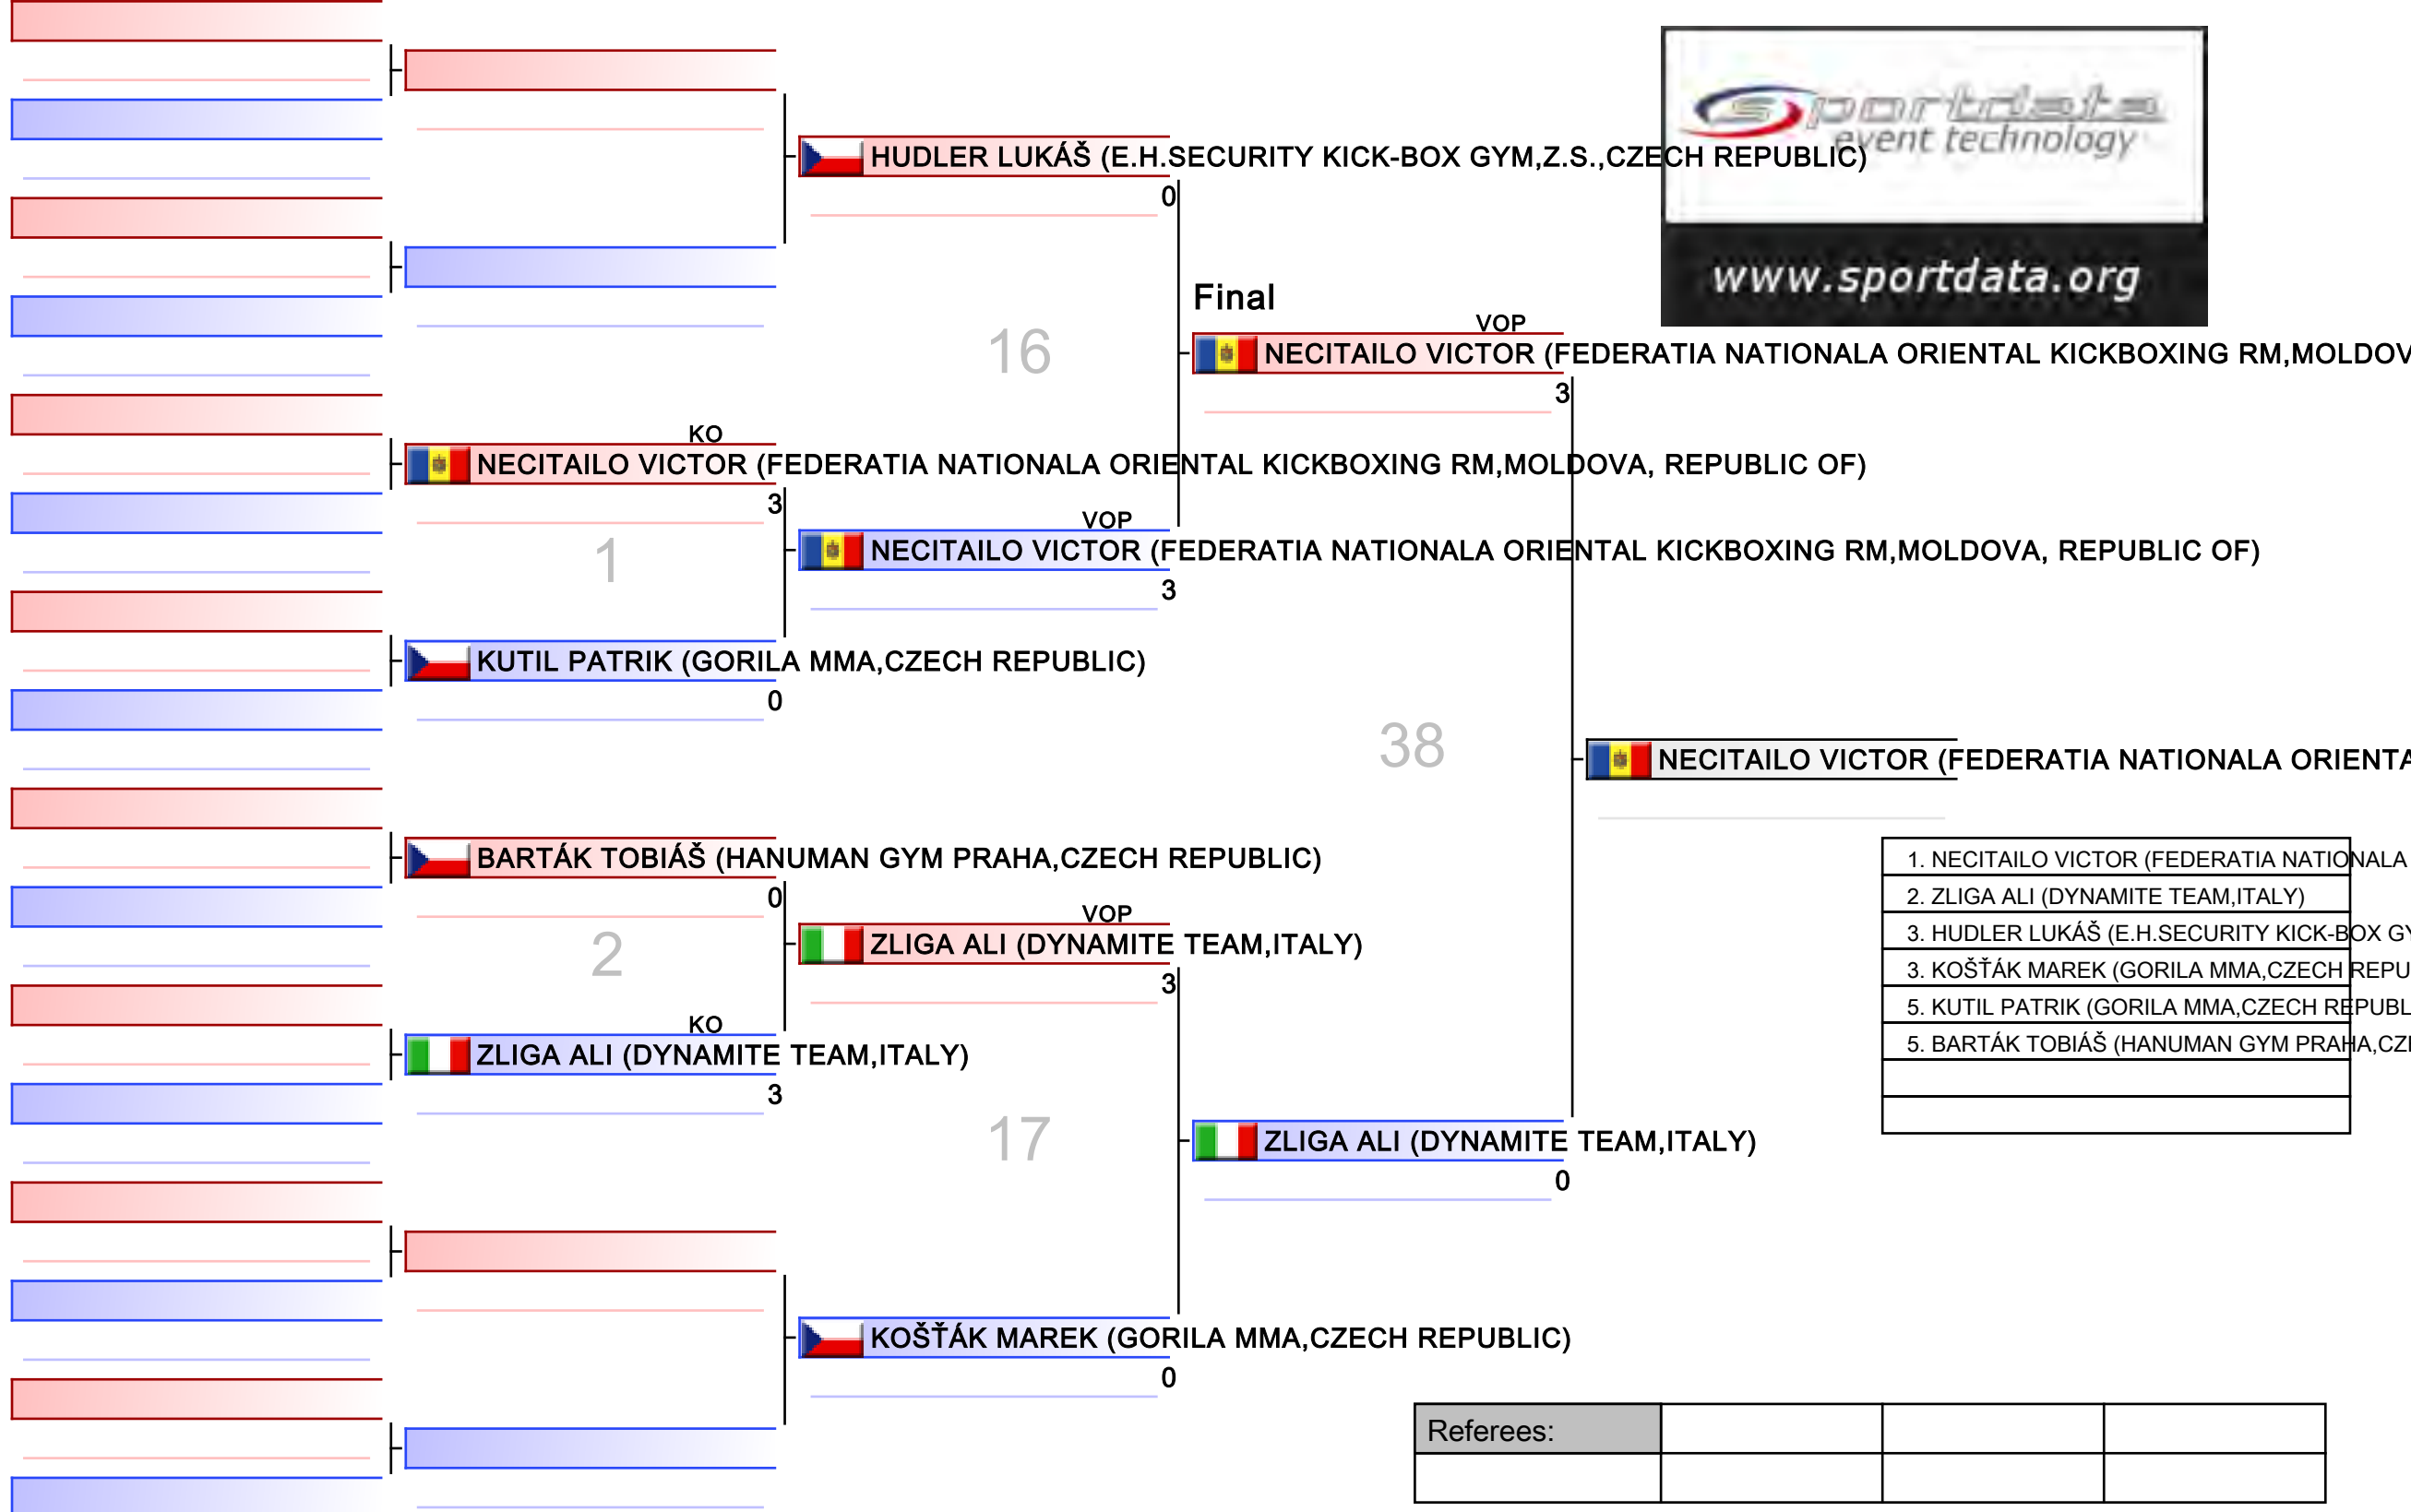 sportdata
event technology
www.sportdata.org
HUDLER LUKÁŠ (E.H.SECURITY KICK-BOX GYM,Z.S.,CZECH REPUBLIC)
0
Final
16
VOP
NECITAILO VICTOR (FEDERATIA NATIONALA ORIENTAL KICKBOXING RM,MOLDOV
3
KO
NECITAILO VICTOR (FEDERATIA NATIONALA ORIENTAL KICKBOXING RM,MOLDOVA, REPUBLIC OF)
3
1
VOP
NECITAILO VICTOR (FEDERATIA NATIONALA ORIENTAL KICKBOXING RM,MOLDOVA, REPUBLIC OF)
3
KUTIL PATRIK (GORILA MMA,CZECH REPUBLIC)
0
38
NECITAILO VICTOR (FEDERATIA NATIONALA ORIENTA
BARTÁK TOBIÁŠ (HANUMAN GYM PRAHA,CZECH REPUBLIC)
0
2
VOP
ZLIGA ALI (DYNAMITE TEAM,ITALY)
3
KO
ZLIGA ALI (DYNAMITE TEAM,ITALY)
3
17
ZLIGA ALI (DYNAMITE TEAM,ITALY)
0
KOŠŤÁK MAREK (GORILA MMA,CZECH REPUBLIC)
0
1. NECITAILO VICTOR (FEDERATIA NATIONALA
2. ZLIGA ALI (DYNAMITE TEAM,ITALY)
3. HUDLER LUKÁŠ (E.H.SECURITY KICK-BOX GY
3. KOŠŤÁK MAREK (GORILA MMA,CZECH REPU
5. KUTIL PATRIK (GORILA MMA,CZECH REPUBL
5. BARTÁK TOBIÁŠ (HANUMAN GYM PRAHA,CZE
Referees: